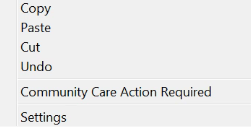 Copy
Paste
Cut
Undo
Community Care Action Required
Settings